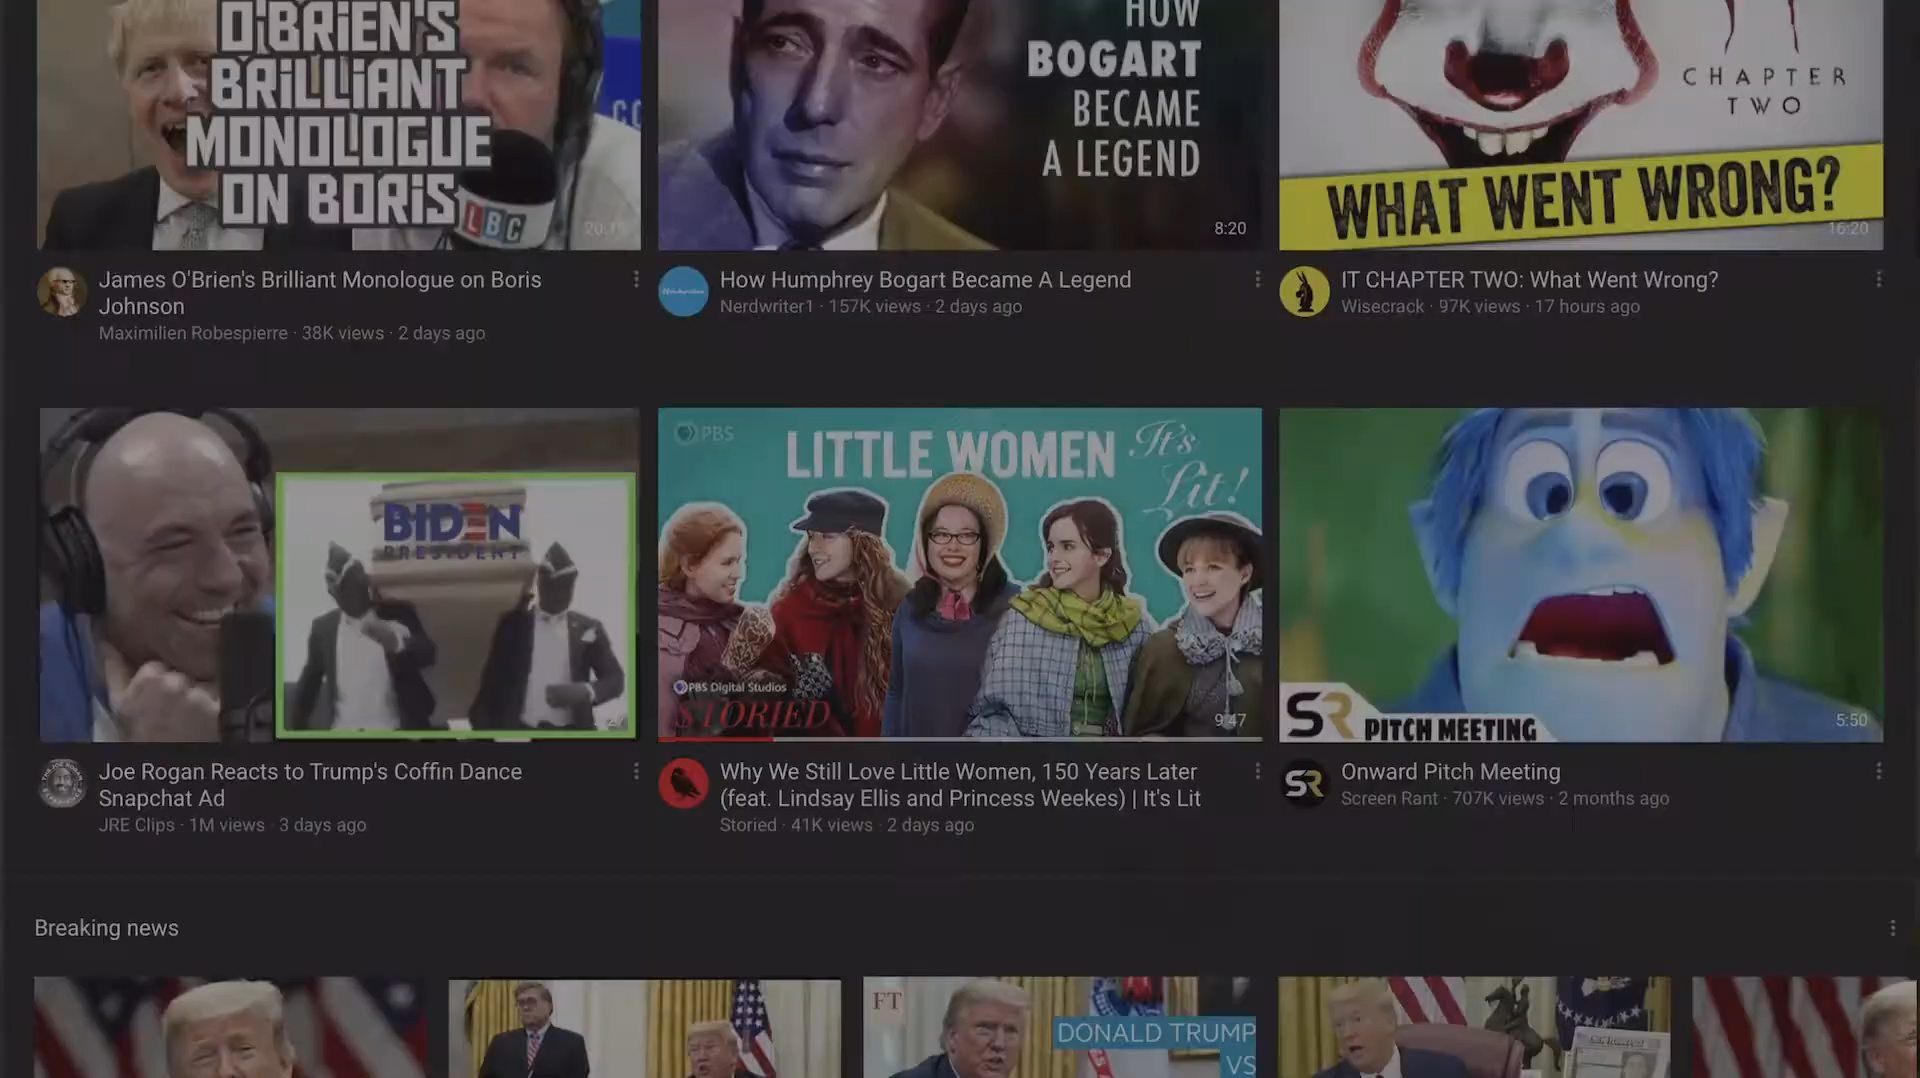 O'BRiEN'S
BRiLLiANT
MONOLOGUE
ON BORiS
LBC
20:19
HOW
BOGART
BECAME
A LEGEND
8:20
CHAPTER
TWO
WHAT WENT WRONG?
16:20
James O'Brien's Brilliant Monologue on Boris
Johnson
Maximilien Robespierre · 38K views · 2 days ago
How Humphrey Bogart Became A Legend
Nerdwriter1 · 157K views · 2 days ago
IT CHAPTER TWO: What Went Wrong?
Wisecrack · 97K views · 17 hours ago
BIDEN
PRESIDENT
PBS
LITTLE WOMEN It's
Lit!
PBS Digital Studios
STORIED
9:47
SR PITCH MEETING
5:50
Joe Rogan Reacts to Trump's Coffin Dance
Snapchat Ad
JRE Clips · 1M views · 3 days ago
Why We Still Love Little Women, 150 Years Later
(feat. Lindsay Ellis and Princess Weekes) | It's Lit
Storied · 41K views · 2 days ago
SR
Onward Pitch Meeting
Screen Rant · 707K views · 2 months ago
Breaking news
FT
DONALD TRUMP
VS